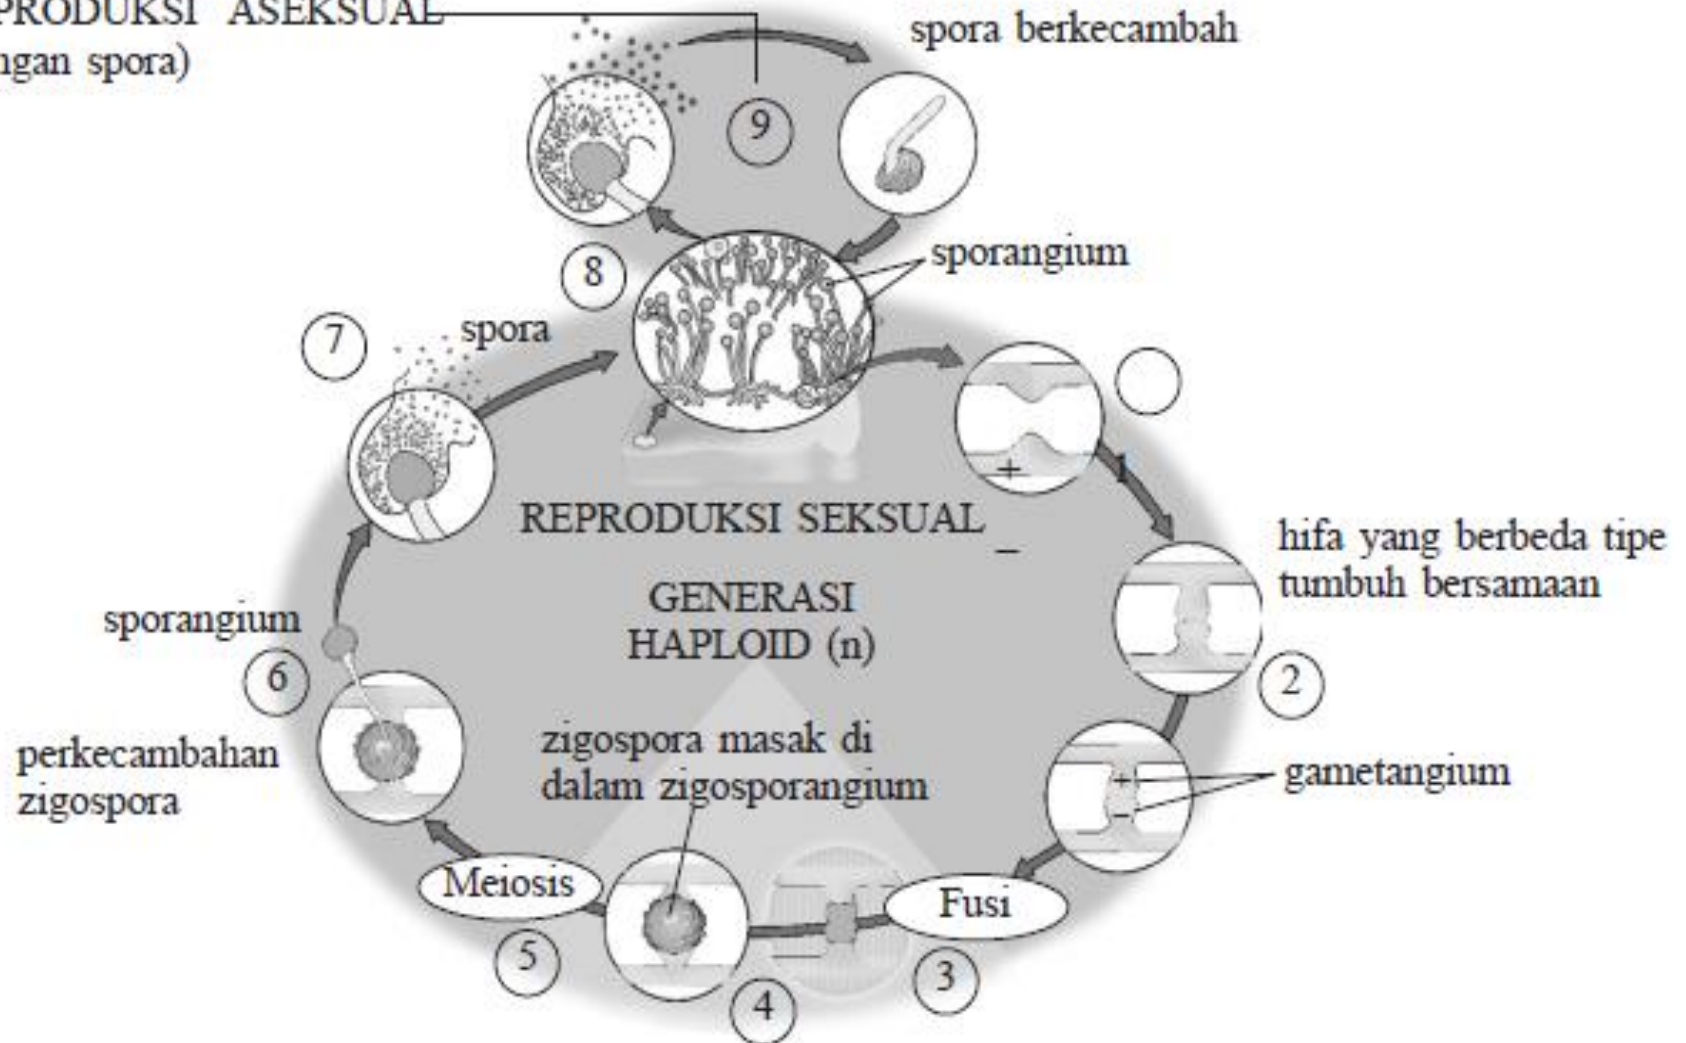 PRODUKSI ASEKSUAL
ngan spora)
spora berkecambah
9
sporangium
8
7
spora
+
1
REPRODUKSI SEKSUAL
–
hifa yang berbeda tipe
tumbuh bersamaan
GENERASI
HAPLOID (n)
sporangium
6
2
perkecambahan
zigospora
zigospora masak di
dalam zigosporangium
+
–
gametangium
Meiosis
Fusi
5
4
3